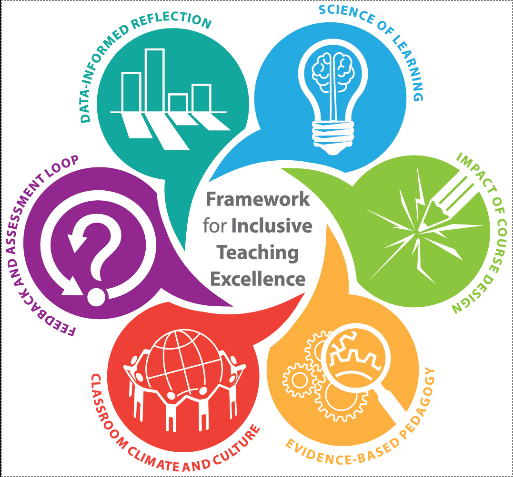 Framework
for Inclusive
Teaching
Excellence
SCIENCE OF LEARNING
IMPACT OF COURSE DESIGN
EVIDENCE-BASED PEDAGOGY
CLASSROOM CLIMATE AND CULTURE
FEEDBACK AND ASSESSMENT LOOP
DATA-INFORMED REFLECTION